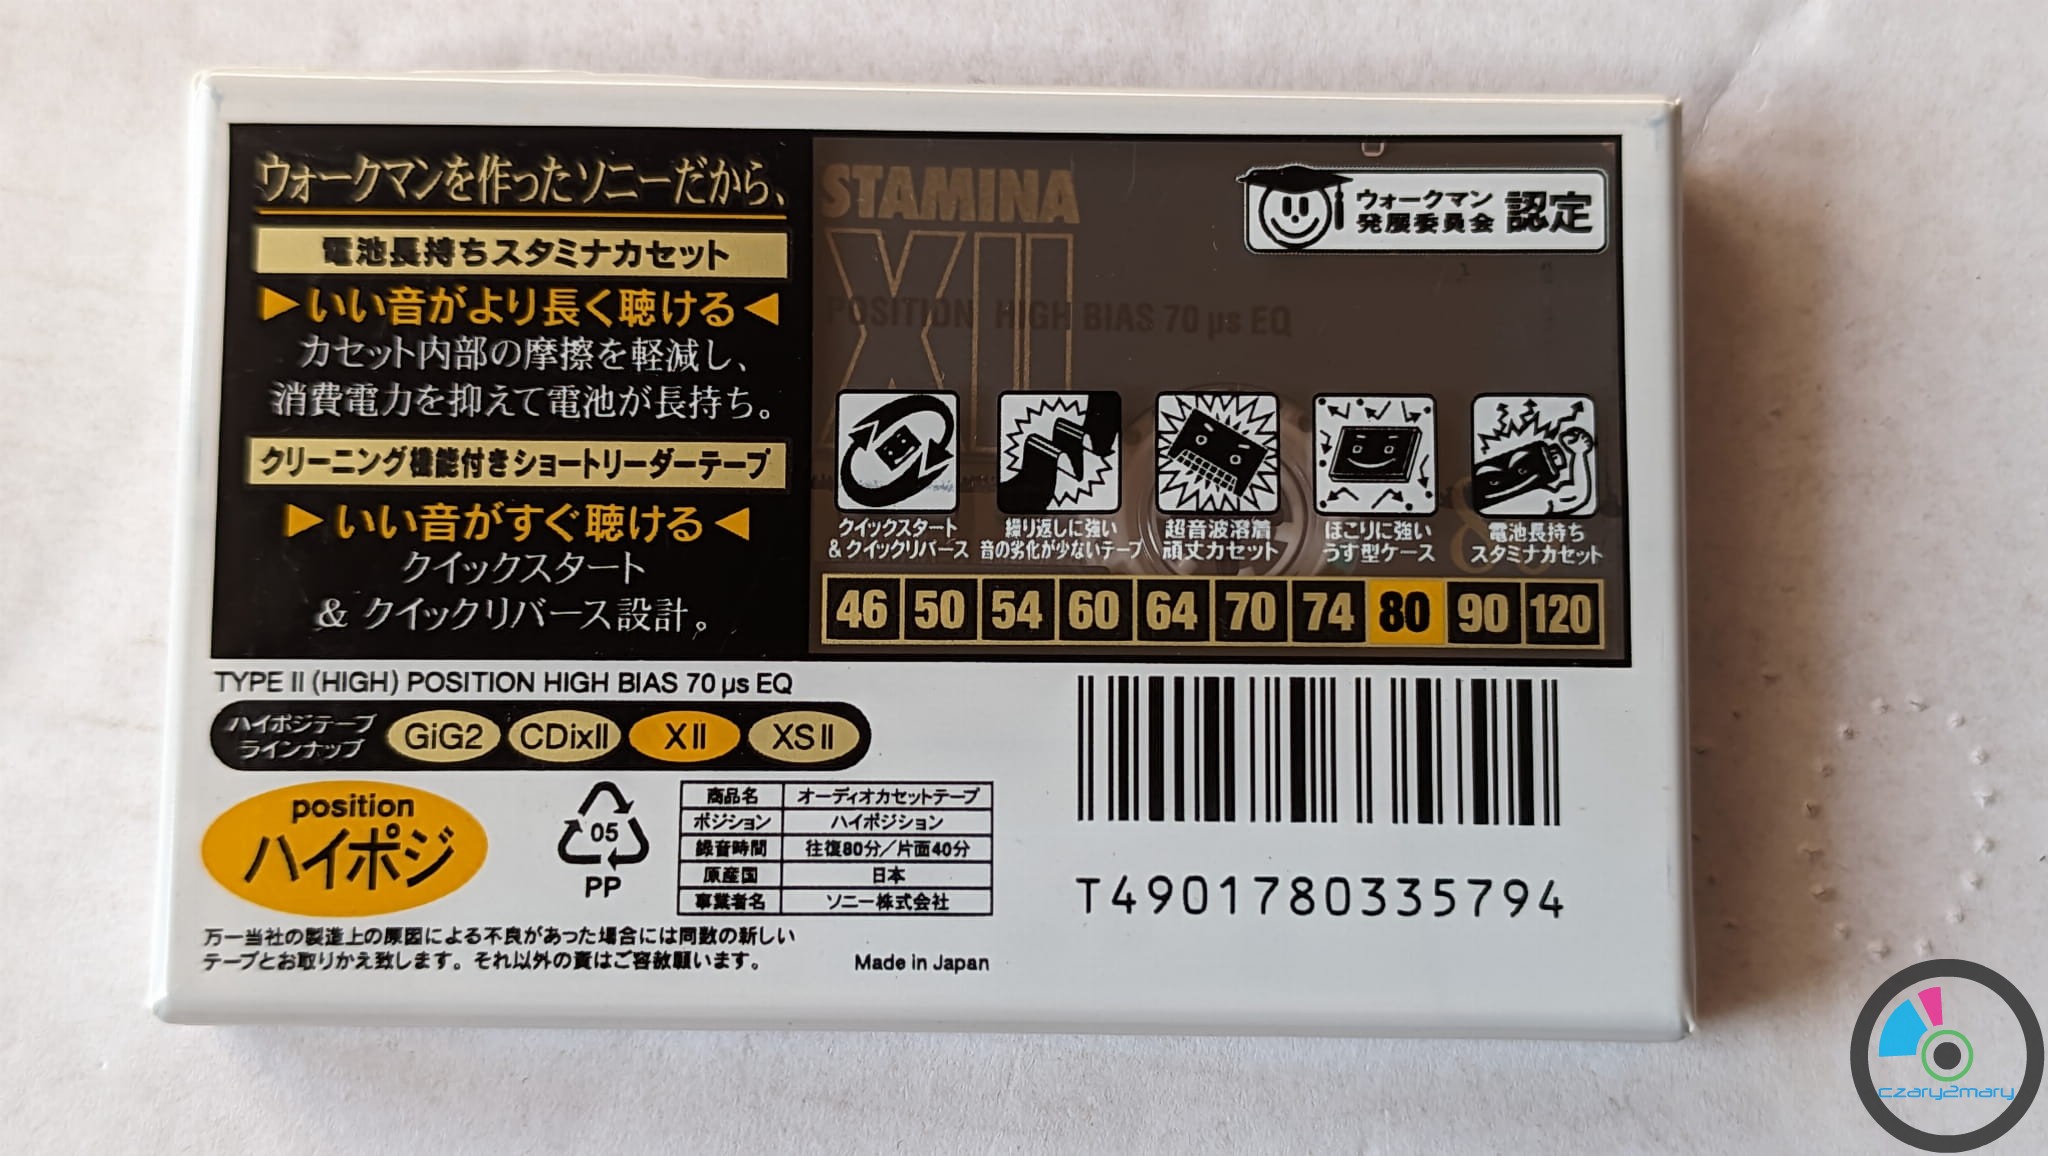 ウォークマンを作ったソニーだから、
電池長持ちスタミナカセット
▶いい音がより長く聴ける◀
カセット内部の摩擦を軽減し、
消費電力を抑えて電池が長持ち。
クリーニング機能付きショートリーダーテープ
▶いい音がすぐ聴ける◀
クイックスタート
& クイックリバース設計。
STAMINA
XII
POSITION HIGH BIAS 70 µs EQ
ウォークマン
発展委員会
認定
クイックスタート
& クイックリバース
繰り返しに強い
音の劣化が少ないテープ
超音波溶着
頑丈カセット
ほこりに強い
うす型ケース
電池長持ち
スタミナカセット
46 50 54 60 64 70 74 80 90 120
TYPE II (HIGH) POSITION HIGH BIAS 70 µs EQ
ハイポジテープ
ラインナップ
GiG2 CDixII XII XSII
position
ハイポジ
05
PP
商品名 オーディオカセットテープ
ポジション ハイポジション
録音時間 往復80分/片面40分
原産国 日本
事業者名 ソニー株式会社
T4901780335794
万一当社の製造上の原因による不良があった場合には同数の新しい
テープとお取りかえ致します。それ以外の責はご容赦願います。
Made in Japan
czary2mary